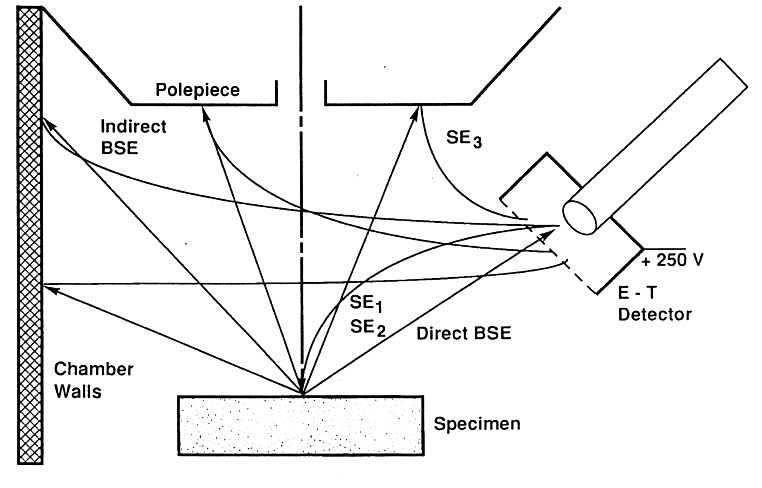 Polepiece
Indirect
BSE
SE3
+ 250 V
E - T
Detector
SE1
SE2
Direct BSE
Chamber
Walls
Specimen